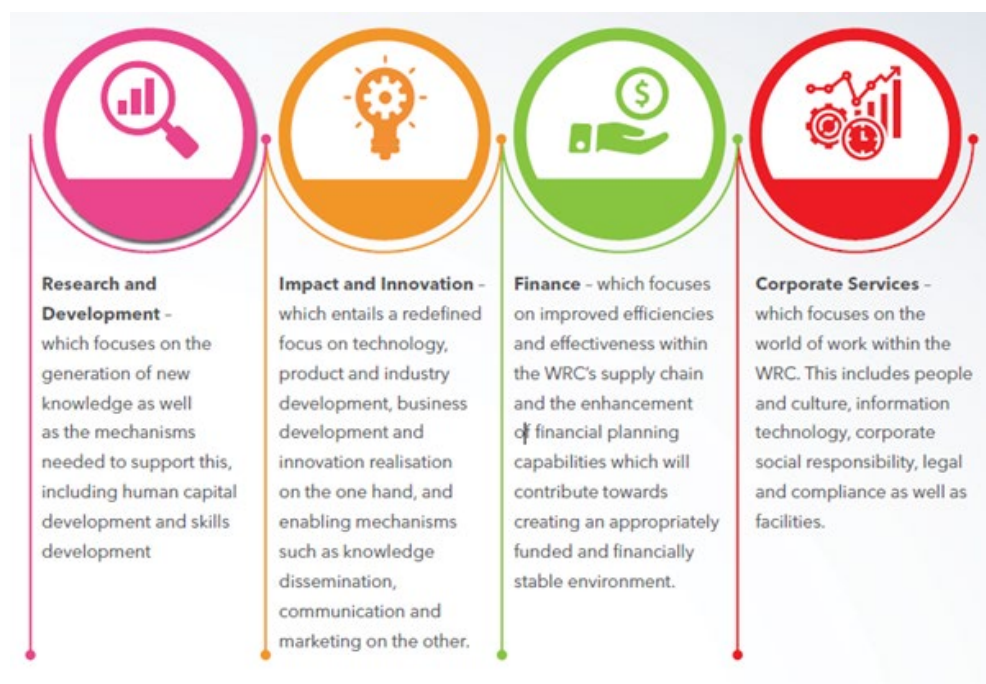 Research and
Development –
which focuses on the
generation of new
knowledge as well
as the mechanisms
needed to support this,
including human capital
development and skills
development
Impact and Innovation –
which entails a redefined
focus on technology,
product and industry
development, business
development and
innovation realisation
on the one hand, and
enabling mechanisms
such as knowledge
dissemination,
communication and
marketing on the other.
Finance – which focuses
on improved efficiencies
and effectiveness within
the WRC’s supply chain
and the enhancement
of financial planning
capabilities which will
contribute towards
creating an appropriately
funded and financially
stable environment.
Corporate Services –
which focuses on the
world of work within the
WRC. This includes people
and culture, information
technology, corporate
social responsibility, legal
and compliance as well as
facilities.
$